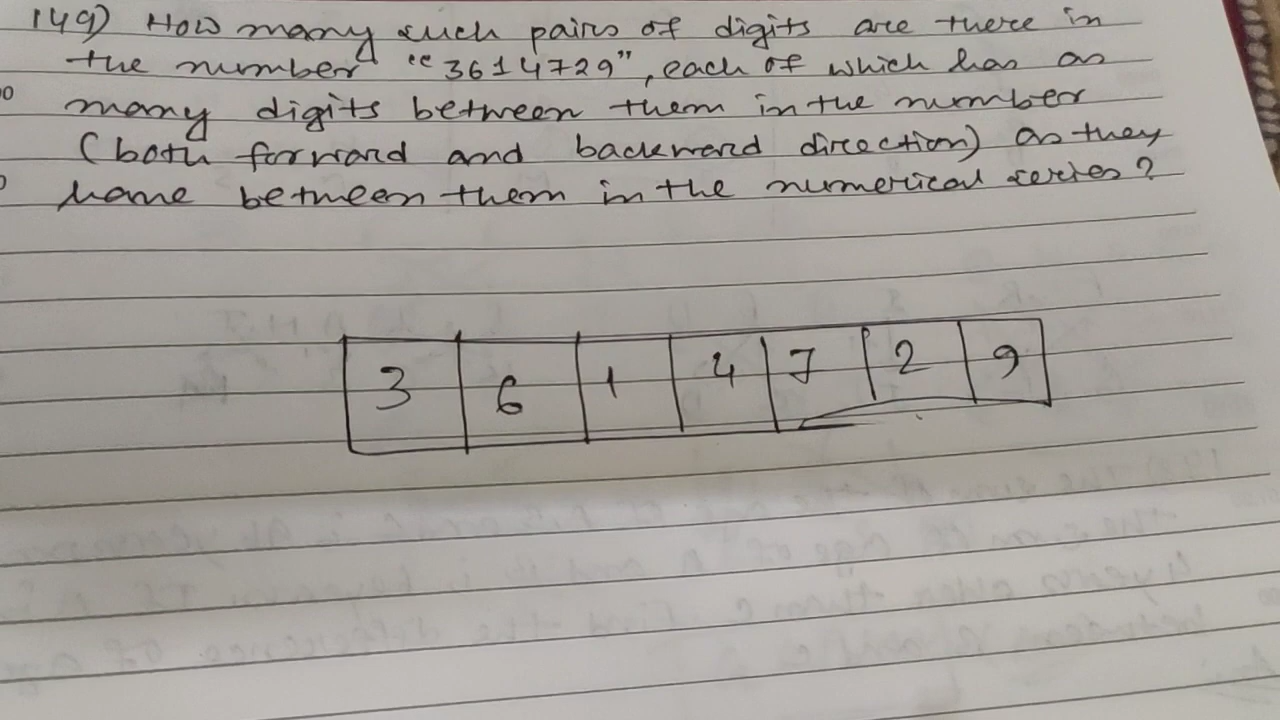 149) How many such pairs of digits are there in
the number "3614729", each of which has as
many digits between them in the number
(both forward and backward direction) as they
have between them in the numerical series?
3 6 1 4 7 2 9